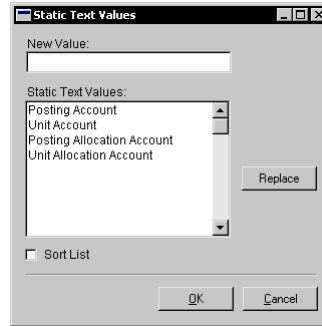 Static Text Values
New Value:
Static Text Values:
Posting Account
Unit Account
Posting Allocation Account
Unit Allocation Account
Replace
Sort List
OK
Cancel